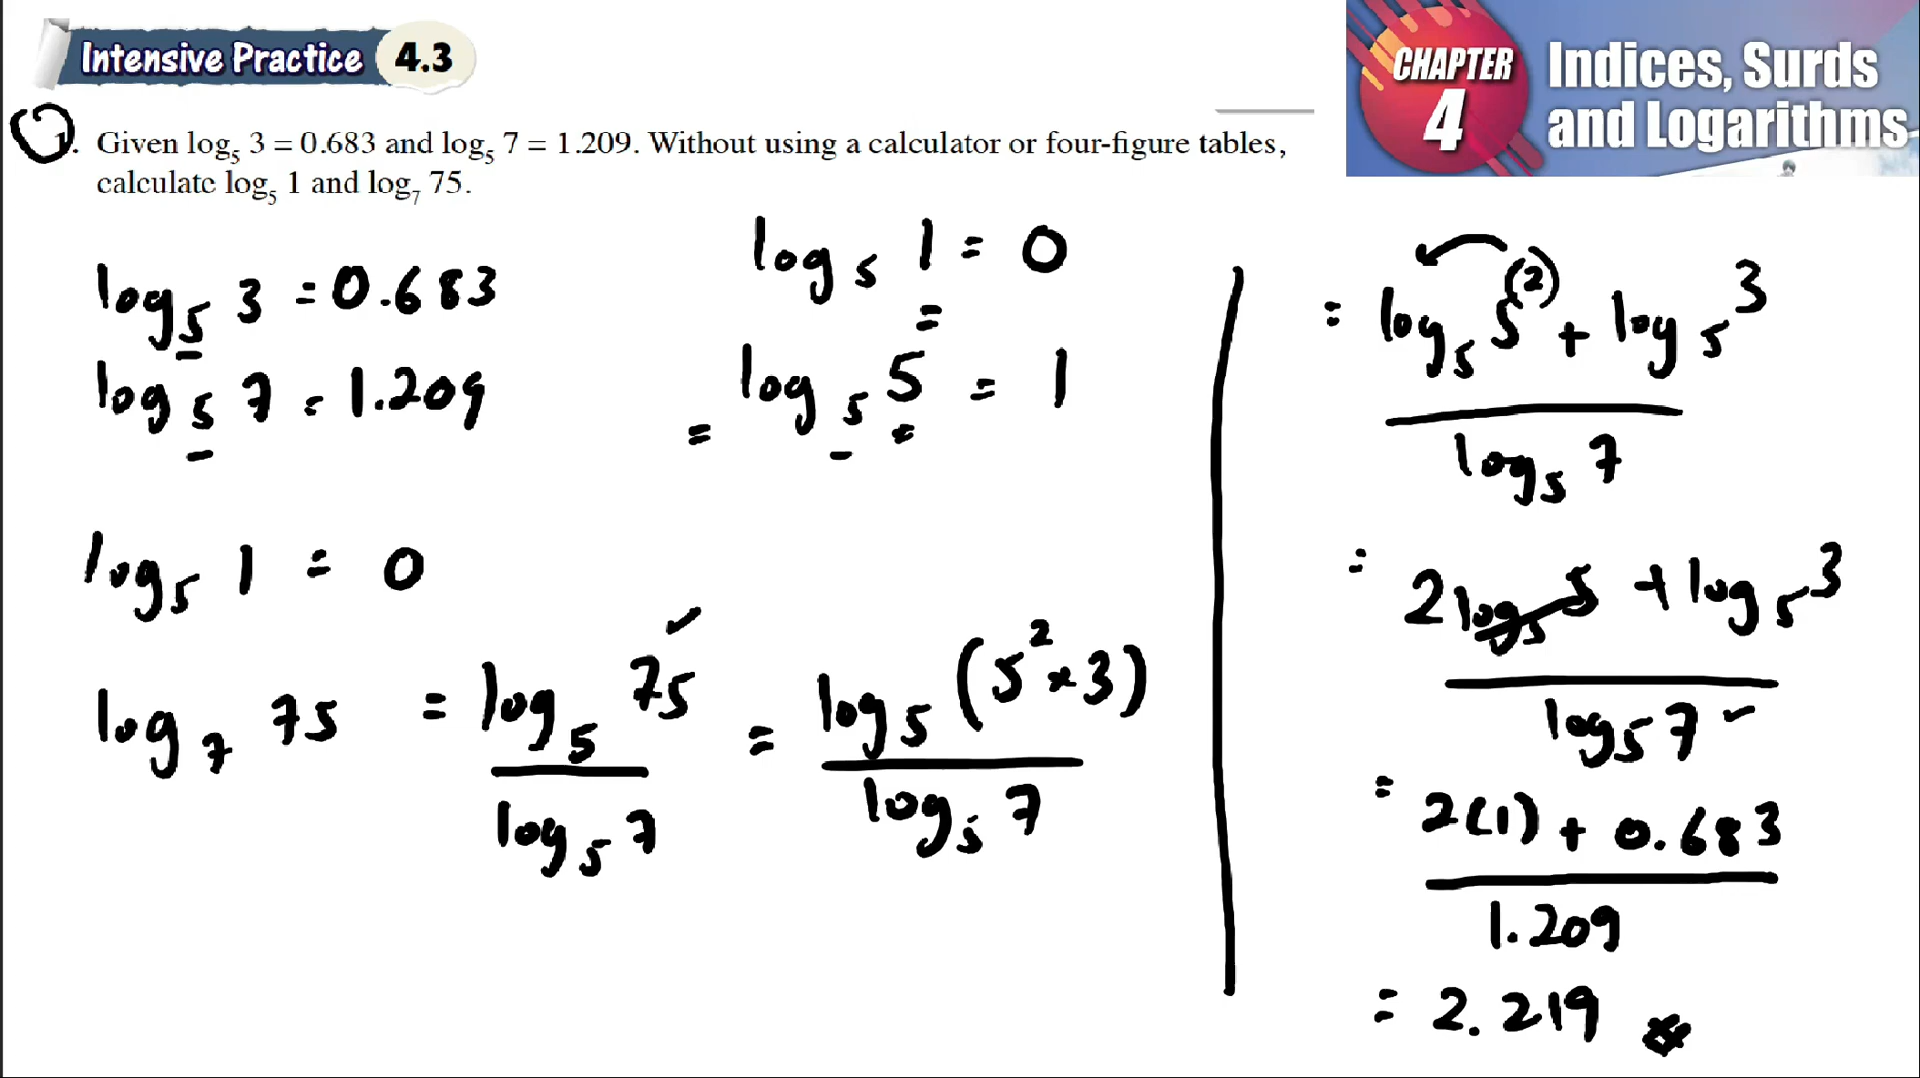 Intensive Practice 4.3
CHAPTER 4
Indices, Surds
and Logarithms
1. Given log₅ 3 = 0.683 and log₅ 7 = 1.209. Without using a calculator or four-figure tables,
calculate log₅ 1 and log₇ 75.
log₅ 3 = 0.683
log₅ 7 = 1.209
log₅ 1 = 0
= log₅ 5 = 1
log₅ 1 = 0
log₇ 75 = log₅ 75 / log₅ 7 = log₅ (5² × 3) / log₅ 7
= log₅ 5⁽²⁾ + log₅ 3
log₅ 7
= 2 log₅ 5 + log₅ 3
log₅ 7
= 2(1) + 0.683
1.209
= 2.219